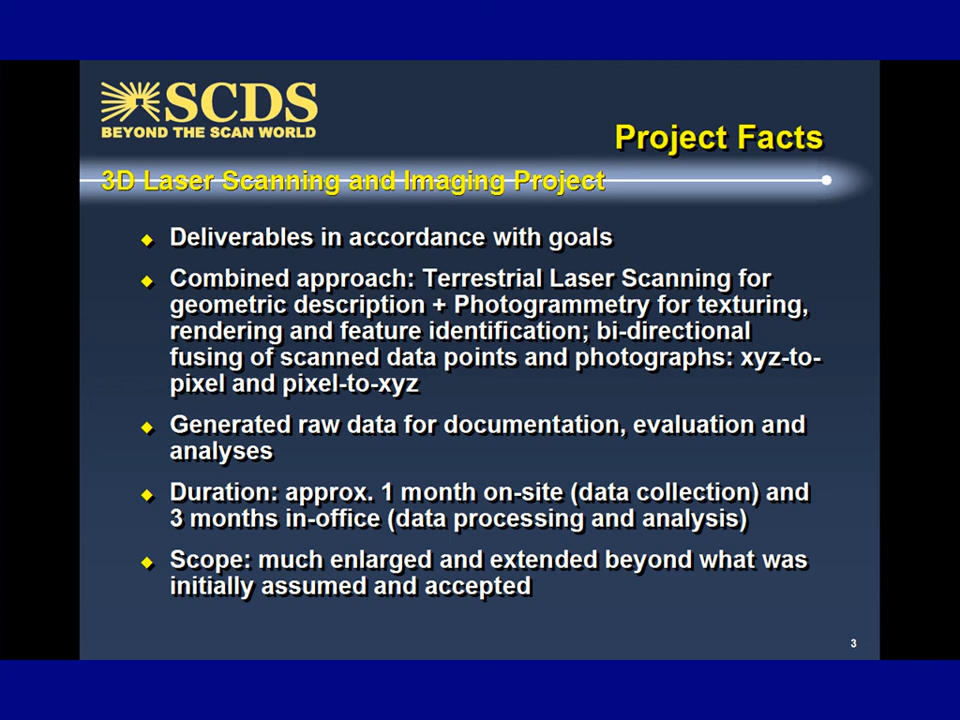 SCDS
BEYOND THE SCAN WORLD
Project Facts
3D Laser Scanning and Imaging Project
Deliverables in accordance with goals
Combined approach: Terrestrial Laser Scanning for
geometric description + Photogrammetry for texturing,
rendering and feature identification; bi-directional
fusing of scanned data points and photographs: xyz-to-
pixel and pixel-to-xyz
Generated raw data for documentation, evaluation and
analyses
Duration: approx. 1 month on-site (data collection) and
3 months in-office (data processing and analysis)
Scope: much enlarged and extended beyond what was
initially assumed and accepted
3